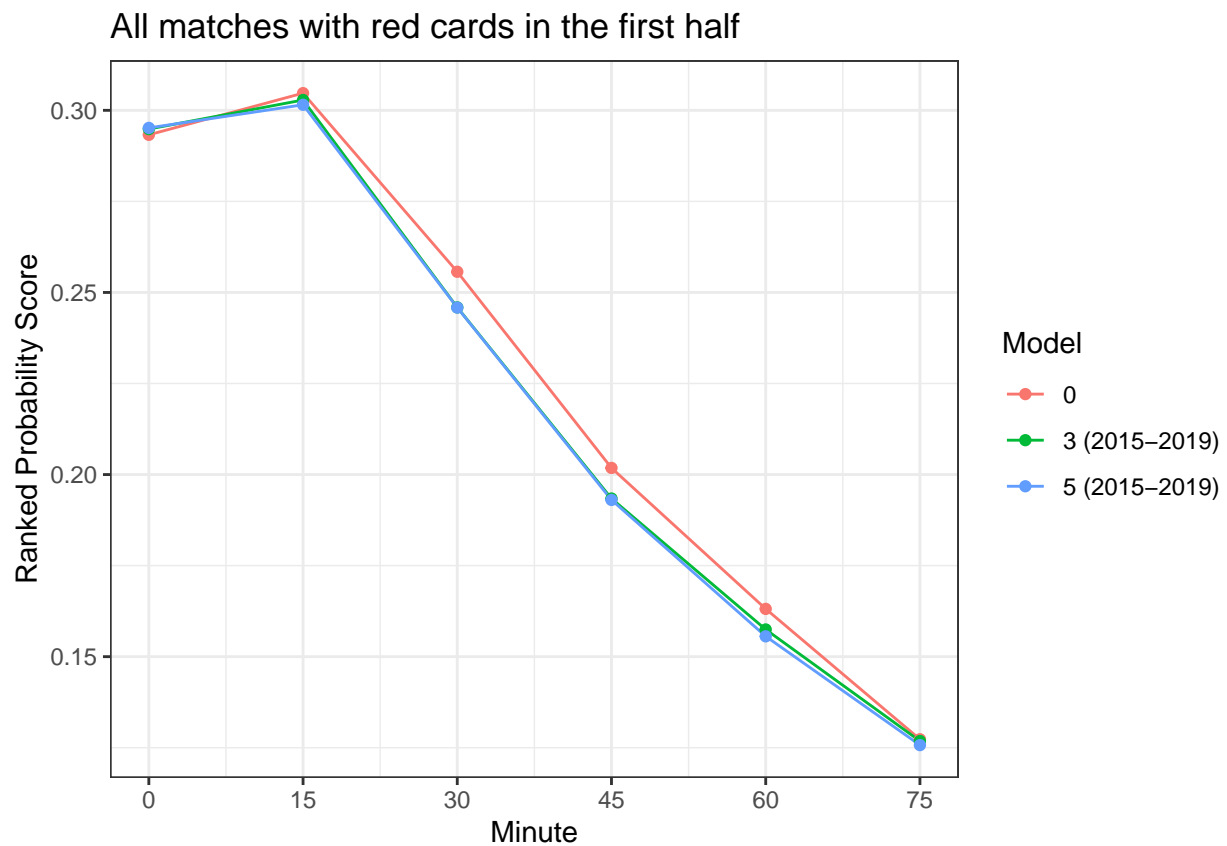 All matches with red cards in the first half
Ranked Probability Score
0.30
0.25
0.20
0.15
0 15 30 45 60 75
Minute
Model
0
3 (2015−2019)
5 (2015−2019)